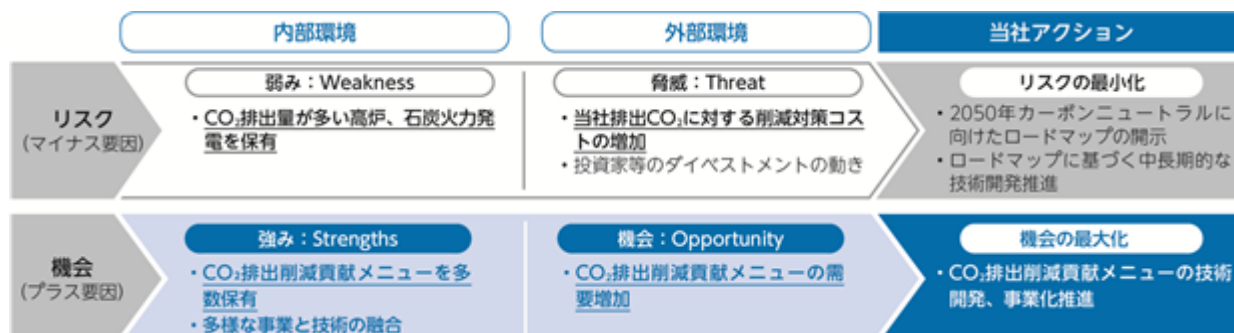 内部環境
外部環境
当社アクション
リスク
(マイナス要因)
弱み：Weakness
・CO₂排出量が多い高炉、石炭火力発
電を保有
脅威：Threat
・当社排出CO₂に対する削減対策コス
トの増加
・投資家等のダイベストメントの動き
リスクの最小化
・2050年カーボンニュートラルに
向けたロードマップの開示
・ロードマップに基づく中長期的な
技術開発推進
機会
(プラス要因)
強み：Strengths
・CO₂排出削減貢献メニューを多
数保有
・多様な事業と技術の融合
機会：Opportunity
・CO₂排出削減貢献メニューの需
要増加
機会の最大化
・CO₂排出削減貢献メニューの技術
開発、事業化推進